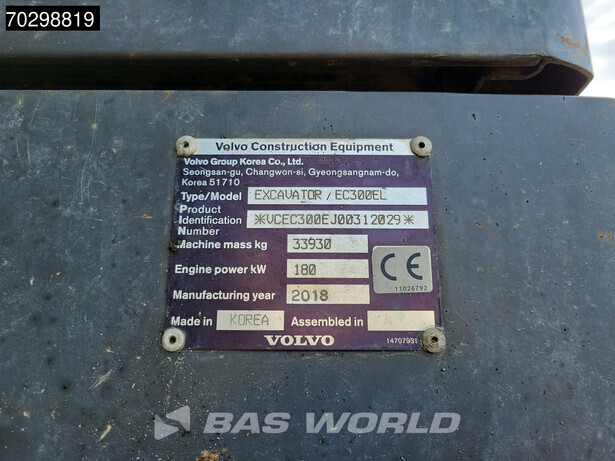 70298819
Volvo Construction Equipment
Volvo Group Korea Co., Ltd.
Seongsan-gu, Changwon-si, Gyeongsangnam-do,
Korea 51710
Type/Model EXCAVATOR / EC300EL
Product
Identification *VCEC300EJ00312029*
Number
Machine mass kg 33930
Engine power kW 180
CE
11026792
Manufacturing year 2018
Made in KOREA Assembled in
VOLVO 14707931
BAS WORLD